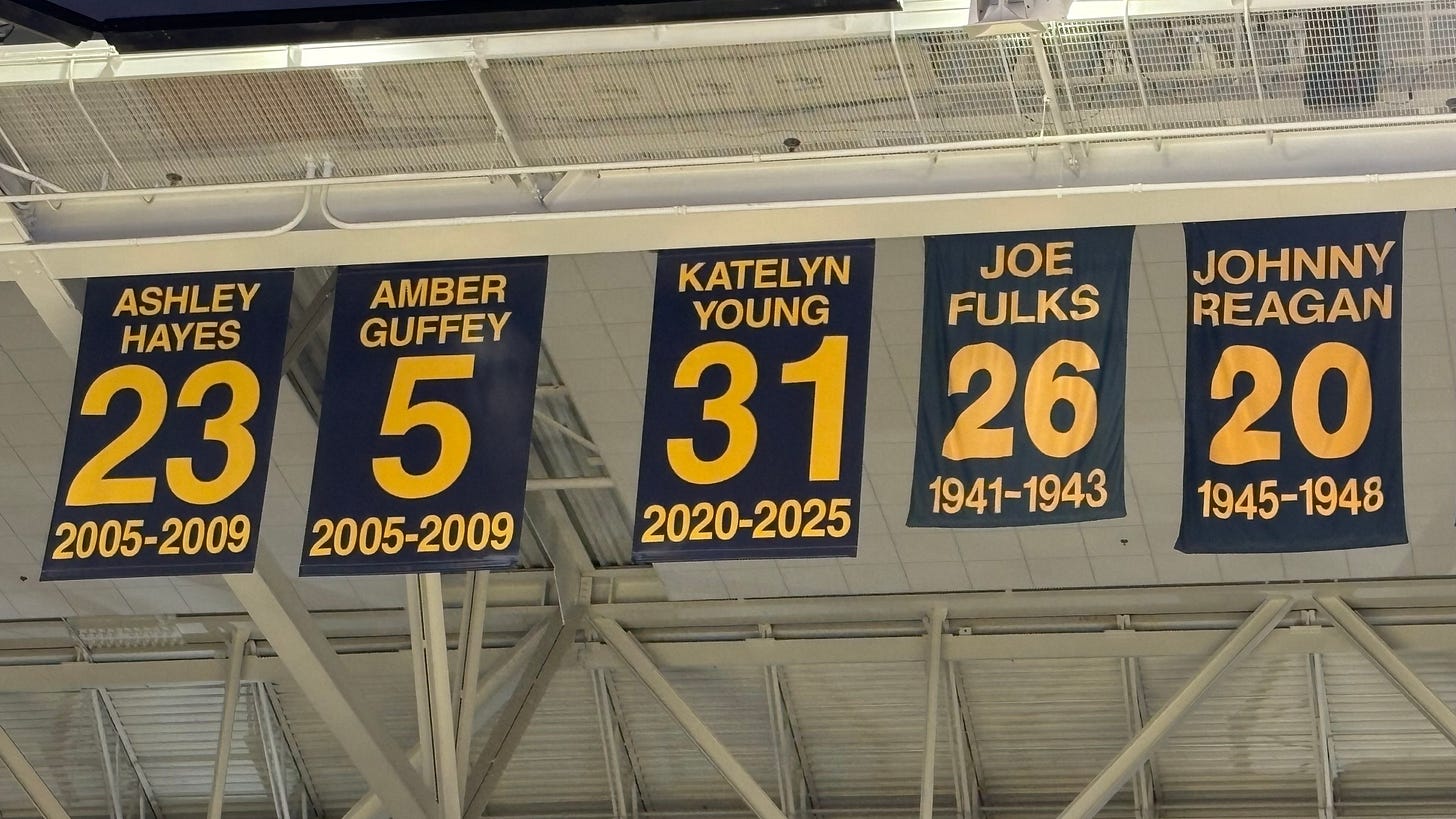 ASHLEY
HAYES
23
2005-2009
AMBER
GUFFEY
5
2005-2009
KATELYN
YOUNG
31
2020-2025
JOE
FULKS
26
1941-1943
JOHNNY
REAGAN
20
1945-1948